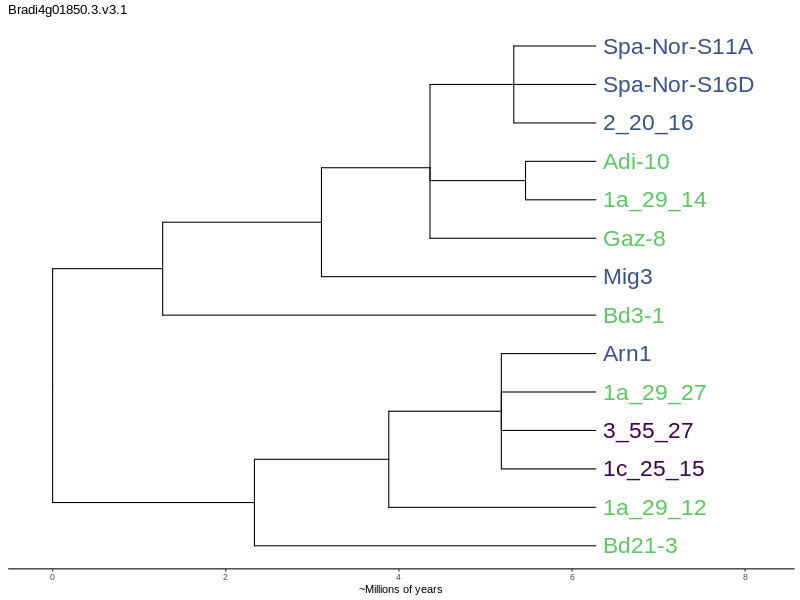 Bradi4g01850.3.v3.1
Spa-Nor-S11A
Spa-Nor-S16D
2_20_16
Adi-10
1a_29_14
Gaz-8
Mig3
Bd3-1
Arn1
1a_29_27
3_55_27
1c_25_15
1a_29_12
Bd21-3
0 2 4 6 8
~Millions of years